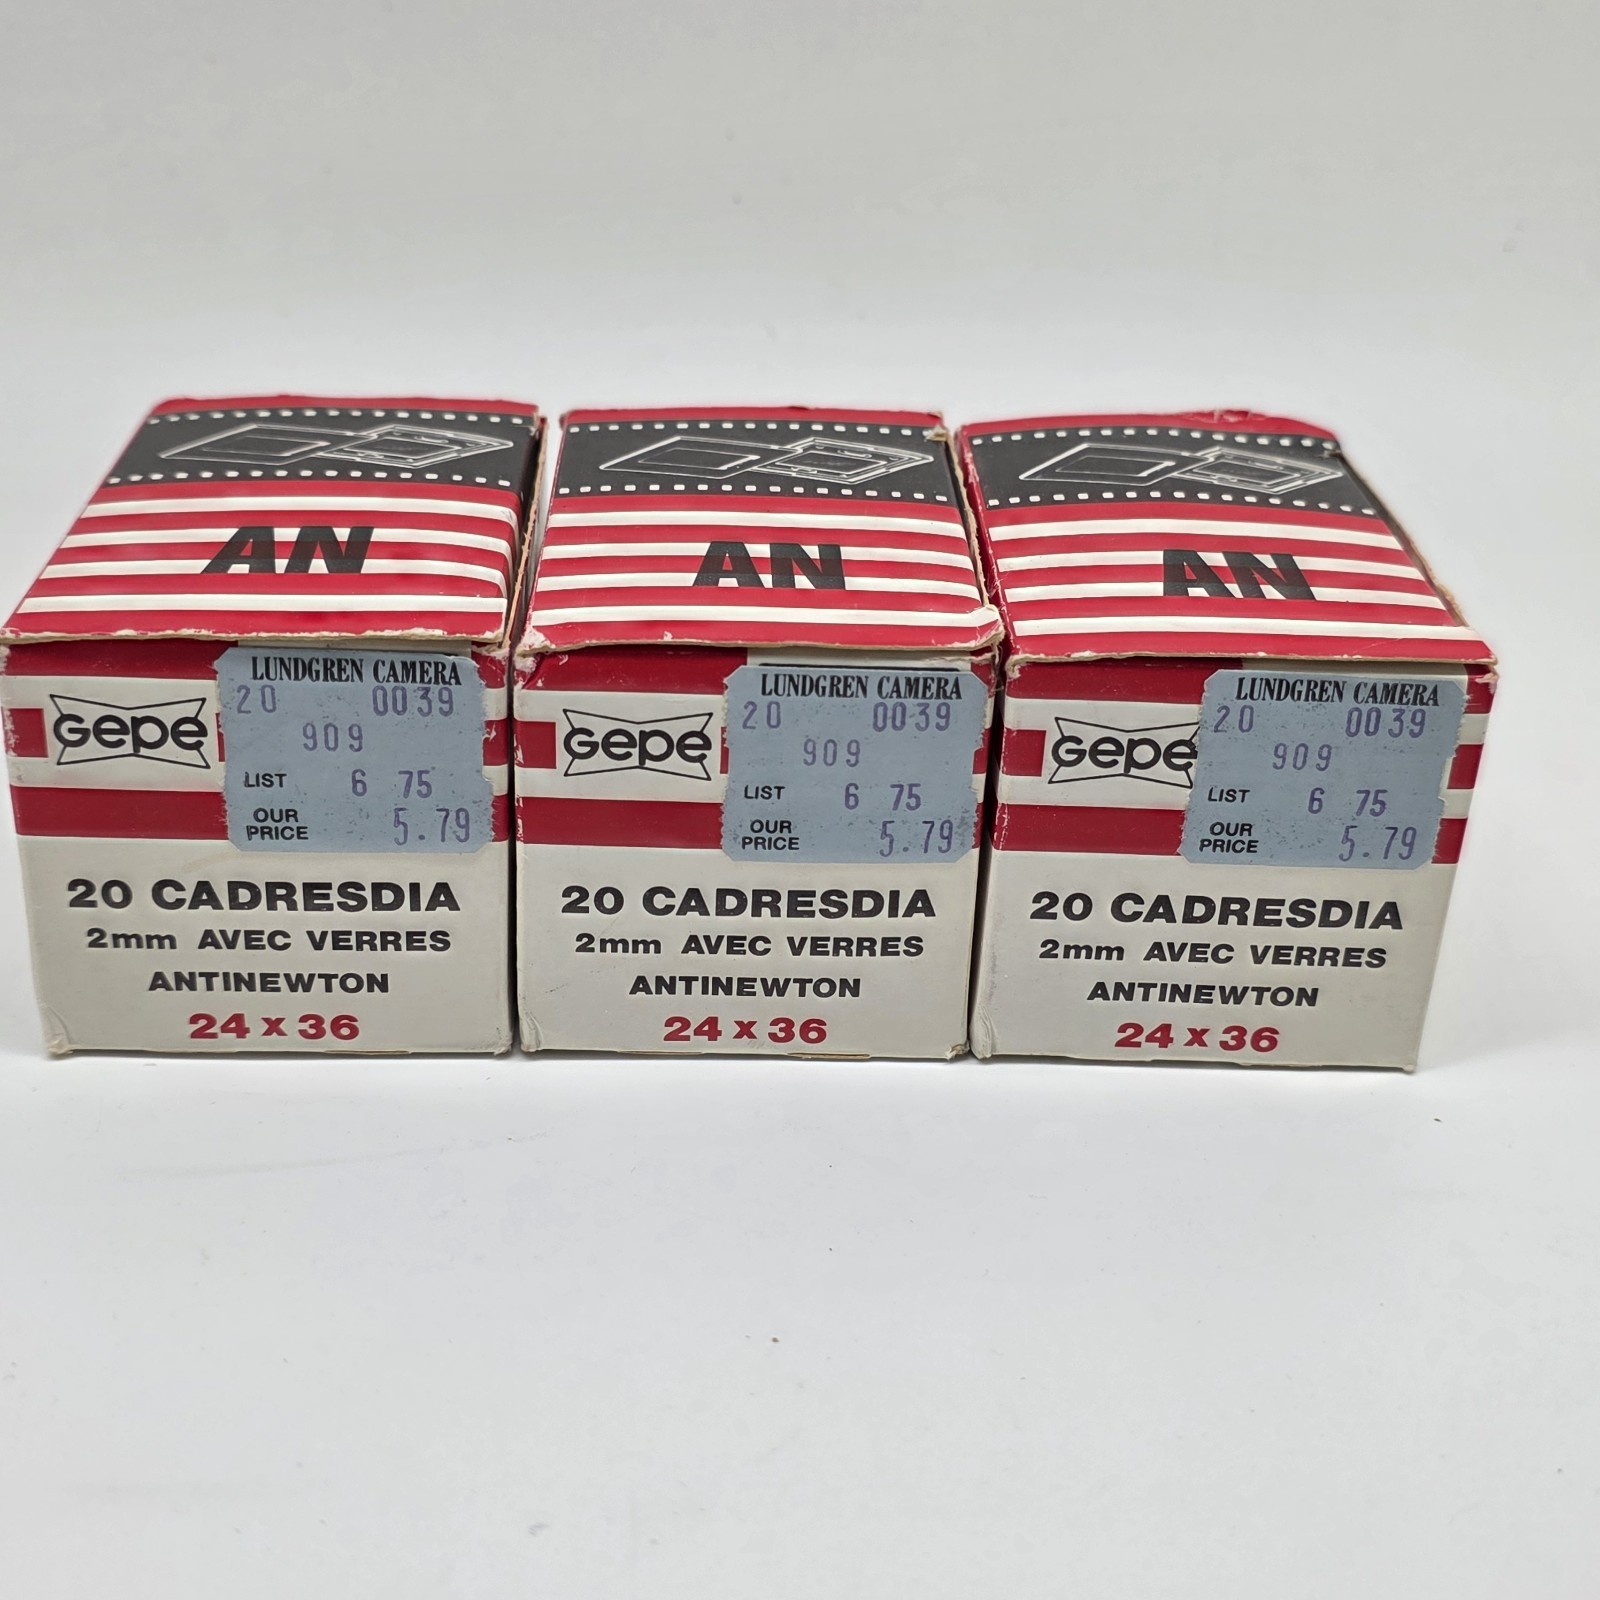 AN
LUNDGREN CAMERA
20 0039
909
LIST 6 75
OUR PRICE 5.79
Gepe
20 CADRESDIA
2mm AVEC VERRES
ANTINEWTON
24 x 36
AN
LUNDGREN CAMERA
20 0039
909
LIST 6 75
OUR PRICE 5.79
Gepe
20 CADRESDIA
2mm AVEC VERRES
ANTINEWTON
24 x 36
AN
LUNDGREN CAMERA
20 0039
909
LIST 6 75
OUR PRICE 5.79
Gepe
20 CADRESDIA
2mm AVEC VERRES
ANTINEWTON
24 x 36